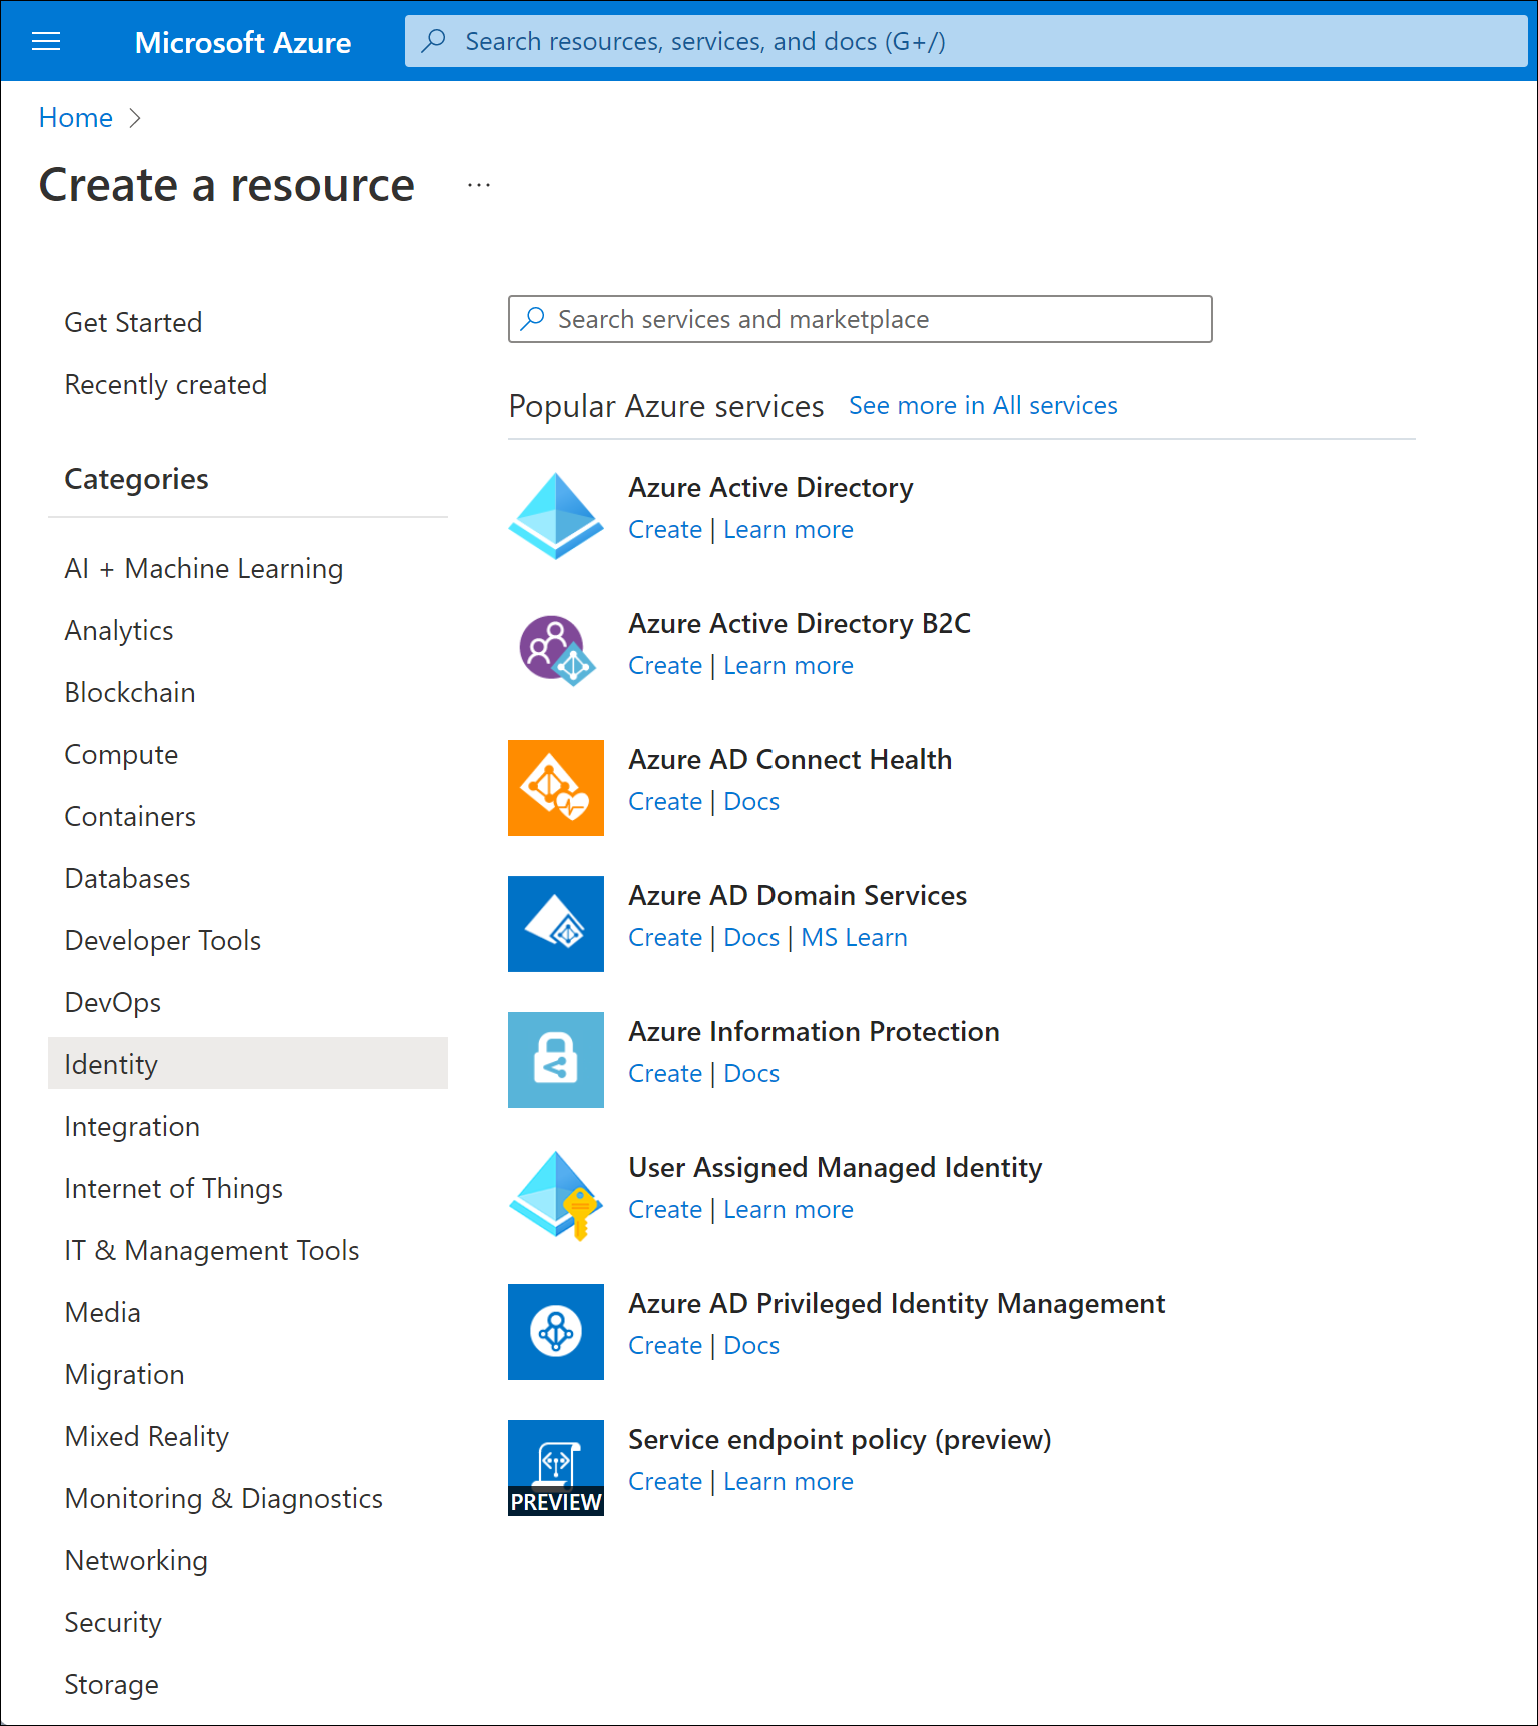 Microsoft Azure
Search resources, services, and docs (G+/)
Home
Create a resource
...
Get Started
Recently created
Categories
AI + Machine Learning
Analytics
Blockchain
Compute
Containers
Databases
Developer Tools
DevOps
Identity
Integration
Internet of Things
IT & Management Tools
Media
Migration
Mixed Reality
Monitoring & Diagnostics
Networking
Security
Storage
Search services and marketplace
Popular Azure services See more in All services
Azure Active Directory
Create | Learn more
Azure Active Directory B2C
Create | Learn more
Azure AD Connect Health
Create | Docs
Azure AD Domain Services
Create | Docs | MS Learn
Azure Information Protection
Create | Docs
User Assigned Managed Identity
Create | Learn more
Azure AD Privileged Identity Management
Create | Docs
Service endpoint policy (preview)
Create | Learn more
PREVIEW